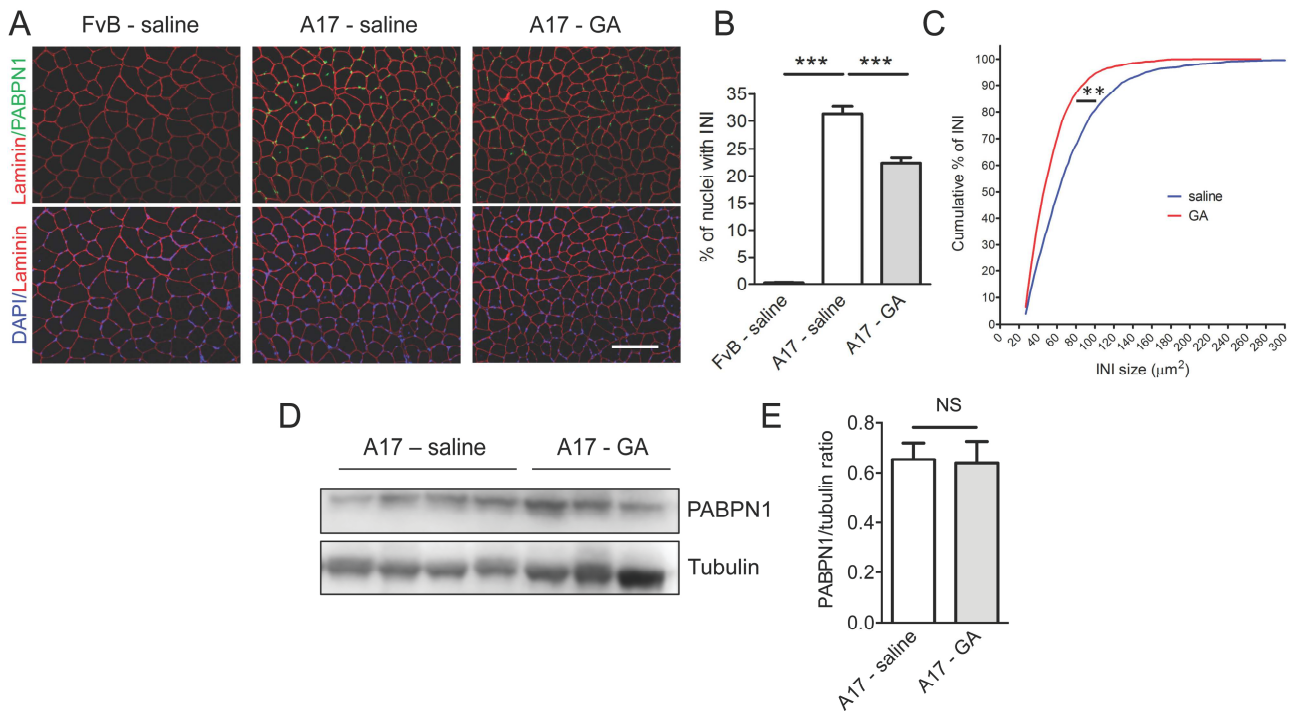 A
FvB - saline
A17 - saline
A17 - GA
Laminin/PABPN1
DAPI/Laminin
B
*** ***
% of nuclei with INI
35
30
25
20
15
10
5
0
FvB - saline
A17 - saline
A17 - GA
C
Cumulative % of INI
100
90
80
70
60
50
40
30
20
10
0
**
saline
GA
0 20 40 60 80 100 120 140 160 180 200 220 240 260 280 300
INI size (μm²)
D
A17 – saline
A17 - GA
PABPN1
Tubulin
E
NS
PABPN1/tubulin ratio
0.8
0.6
0.4
0.2
0.0
A17 - saline
A17 - GA